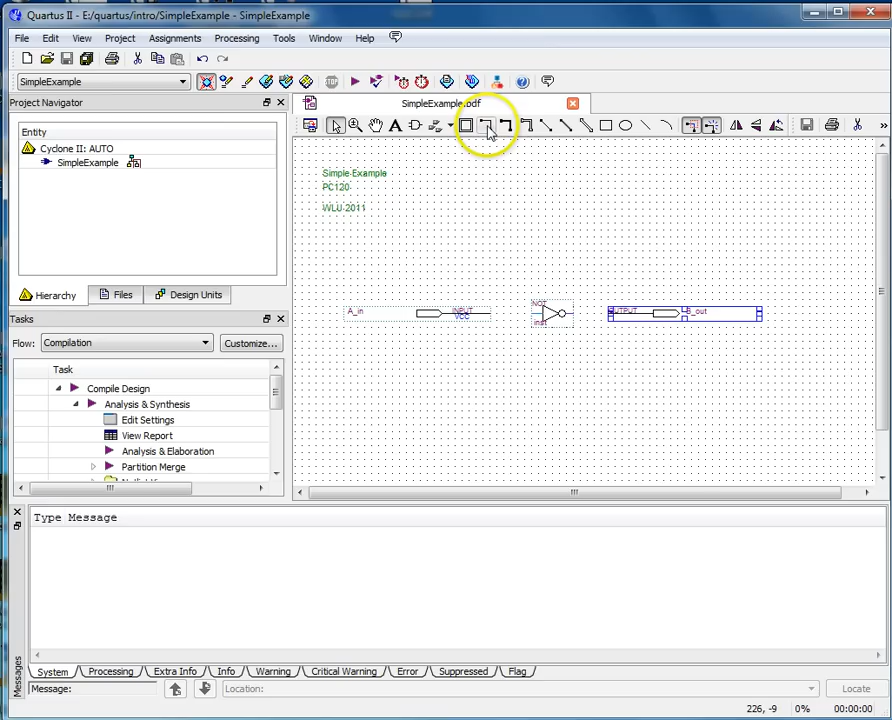 Quartus II - E:/quartus/intro/SimpleExample - SimpleExample
File Edit View Project Assignments Processing Tools Window Help
SimpleExample
Project Navigator
SimpleExample.bdf
Entity
Cyclone II: AUTO
SimpleExample
Hierarchy Files Design Units
Tasks
Flow: Compilation Customize...
Task
Compile Design
Analysis & Synthesis
Edit Settings
View Report
Analysis & Elaboration
Partition Merge
Simple Example
PC120
WLU 2011
A_in INPUT
VCC
NOT
inst
B_out
Type Message
System Processing Extra Info Info Warning Critical Warning Error Suppressed Flag
Messages
Message: Location: Locate
226, -9 0% 00:00:00